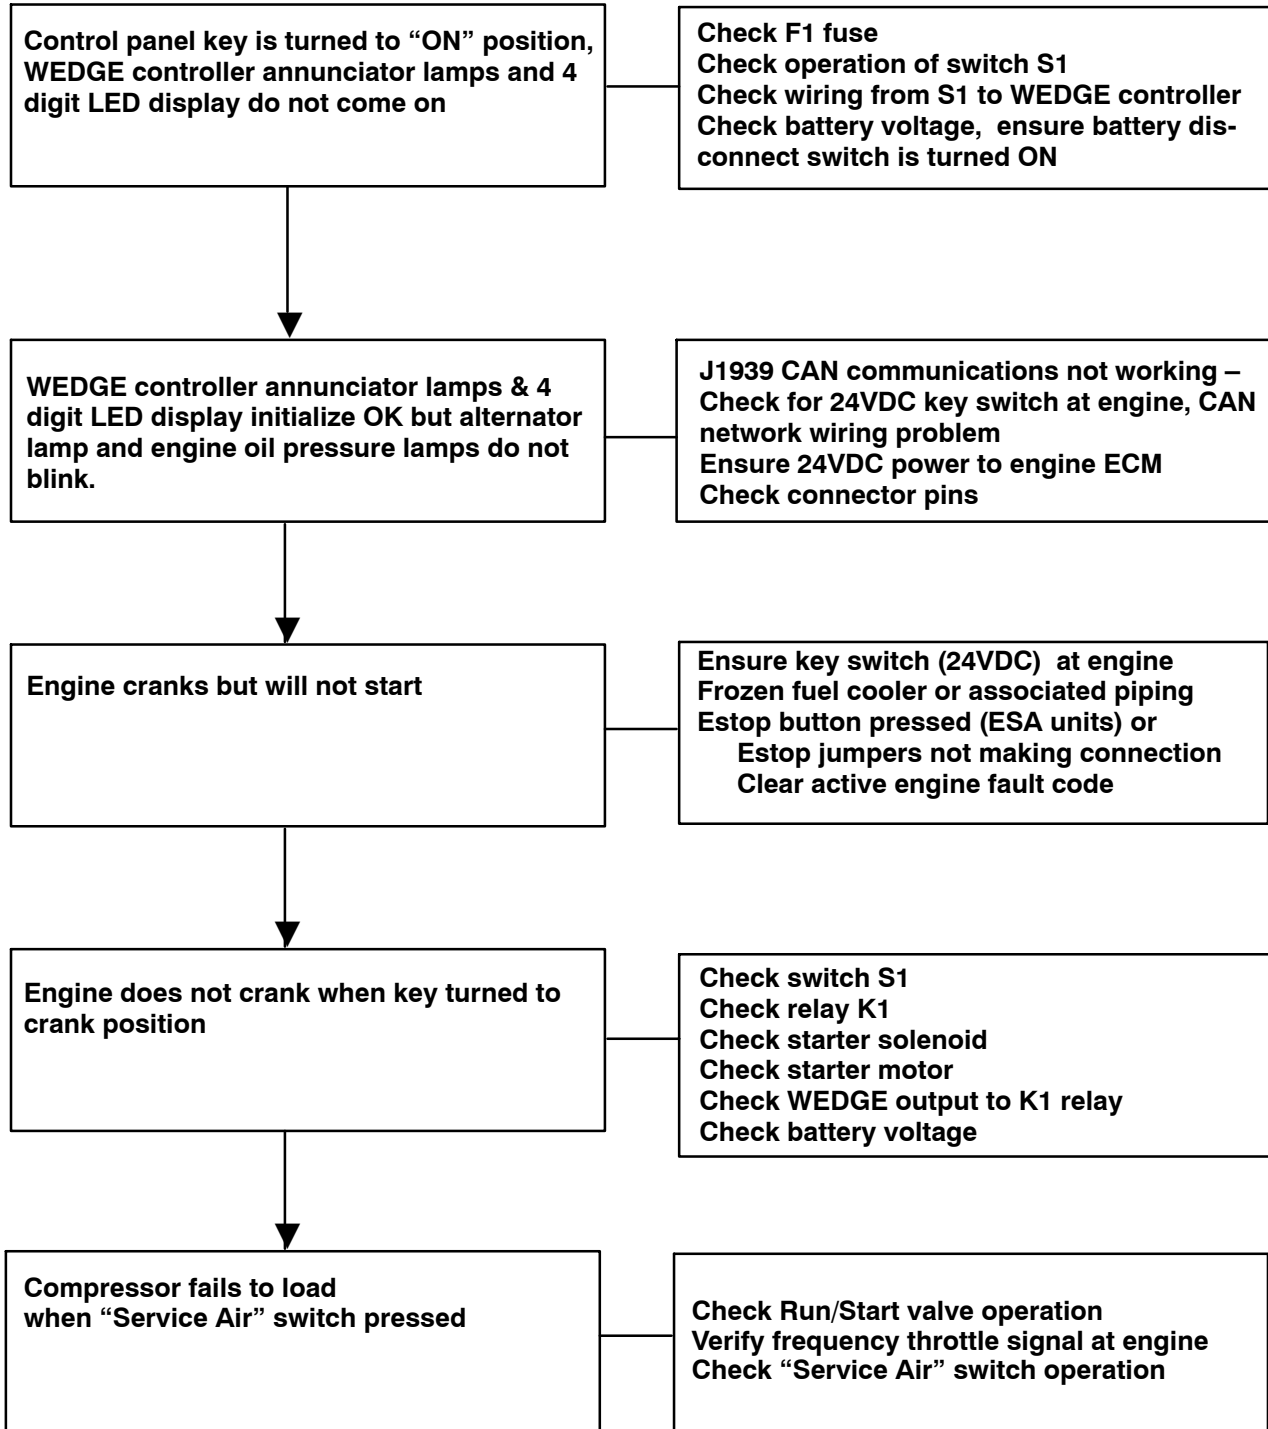 Control panel key is turned to “ON” position,
WEDGE controller annunciator lamps and 4
digit LED display do not come on
Check F1 fuse
Check operation of switch S1
Check wiring from S1 to WEDGE controller
Check battery voltage,  ensure battery dis-
connect switch is turned ON
WEDGE controller annunciator lamps & 4
digit LED display initialize OK but alternator
lamp and engine oil pressure lamps do not
blink.
J1939 CAN communications not working –
Check for 24VDC key switch at engine, CAN
network wiring problem
Ensure 24VDC power to engine ECM
Check connector pins
Engine cranks but will not start
Ensure key switch (24VDC)  at engine
Frozen fuel cooler or associated piping
Estop button pressed (ESA units) or
Estop jumpers not making connection
Clear active engine fault code
Engine does not crank when key turned to
crank position
Check switch S1
Check relay K1
Check starter solenoid
Check starter motor
Check WEDGE output to K1 relay
Check battery voltage
Compressor fails to load
when “Service Air” switch pressed
Check Run/Start valve operation
Verify frequency throttle signal at engine
Check “Service Air” switch operation